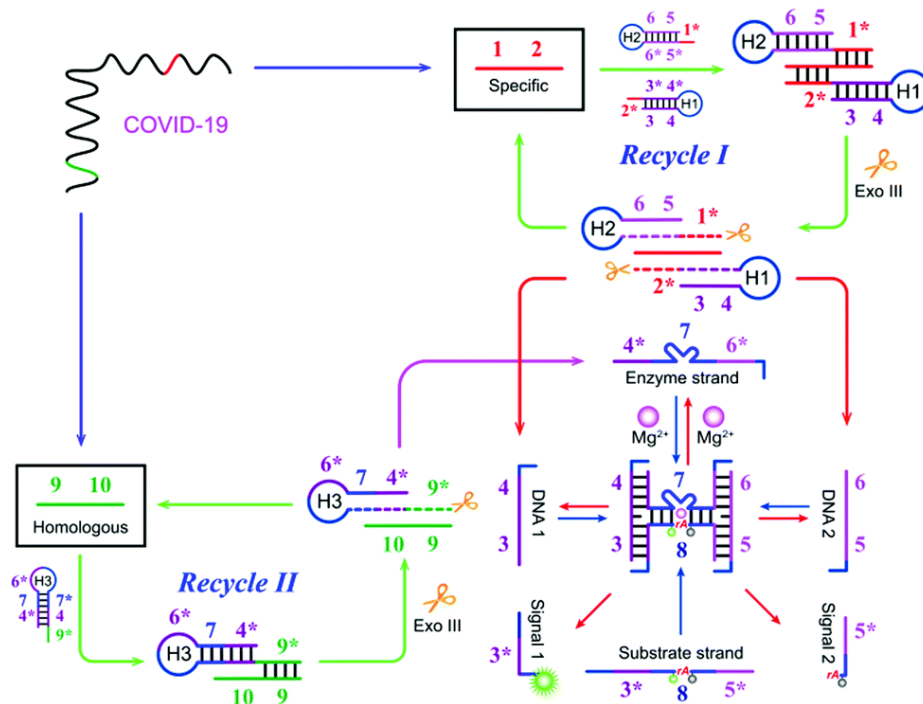 6 5
1*
H2
6* 5*
3* 4*
2*
H1
3 4
1 2
Specific
COVID-19
6 5
1*
H2
H1
2*
3 4
Recycle I
Exo III
6 5
1*
H2
H1
2*
3 4
4* 7 6*
Enzyme strand
Mg²⁺ Mg²⁺
9 10
Homologous
6*
7 4*
9*
H3
10 9
4
DNA 1
3
7
4 6
rA
3 5
8
6
DNA 2
5
6*
H3
7 7*
4* 4
9*
Recycle II
Exo III
6*
7 4*
9*
H3
10 9
Signal 1
3*
Substrate strand
rA
3* 8 5*
Signal 2
5*
rA